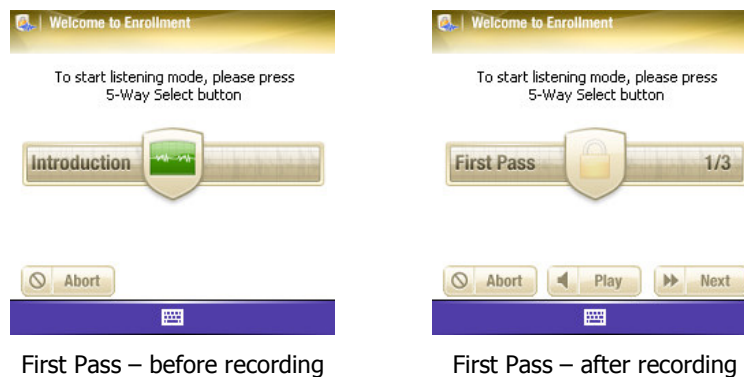 Welcome to Enrollment
To start listening mode, please press
5-Way Select button
Introduction
Abort
First Pass – before recording
Welcome to Enrollment
To start listening mode, please press
5-Way Select button
First Pass 1/3
Abort Play Next
First Pass – after recording